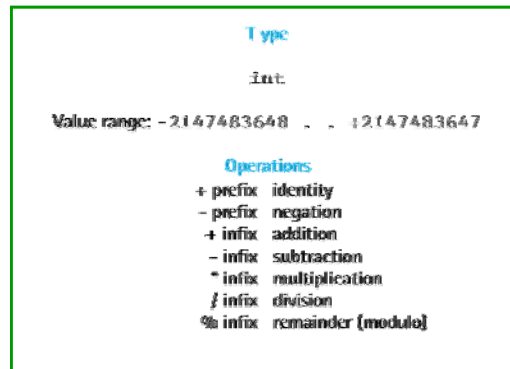 Type
int
Value range: -2147483648 . . +2147483647
Operations
+ prefix identity
- prefix negation
+ infix addition
- infix subtraction
* infix multiplication
/ infix division
% infix remainder (modulo)